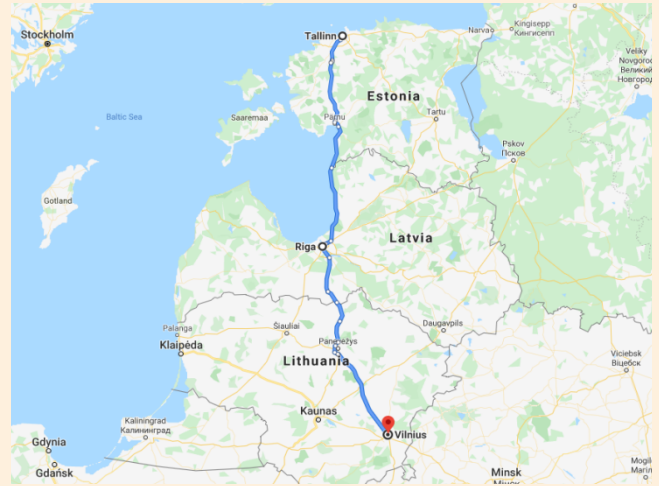 Stockholm
Tallinn
Narva
Kingisepp
Кингисепп
Veliky
Novgorod
Великий
Новгород
Estonia
Baltic Sea
Saaremaa
Pärnu
Tartu
Pskov
Псков
Gotland
Riga
Latvia
Palanga
Klaipėda
Šiauliai
Daugavpils
Panevėžys
Lithuania
Viciebsk
Віцебск
Kaunas
Kaliningrad
Калининград
Vilnius
Gdynia
Gdańsk
Minsk